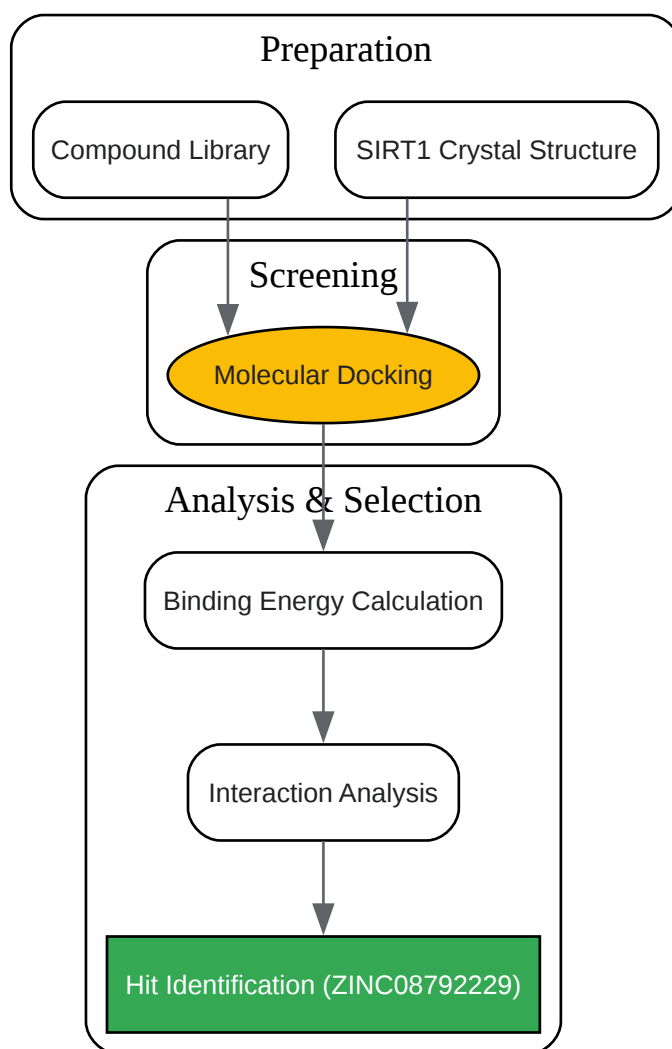 Preparation
Compound Library
SIRT1 Crystal Structure
Screening
Molecular Docking
Analysis & Selection
Binding Energy Calculation
Interaction Analysis
Hit Identification (ZINC08792229)